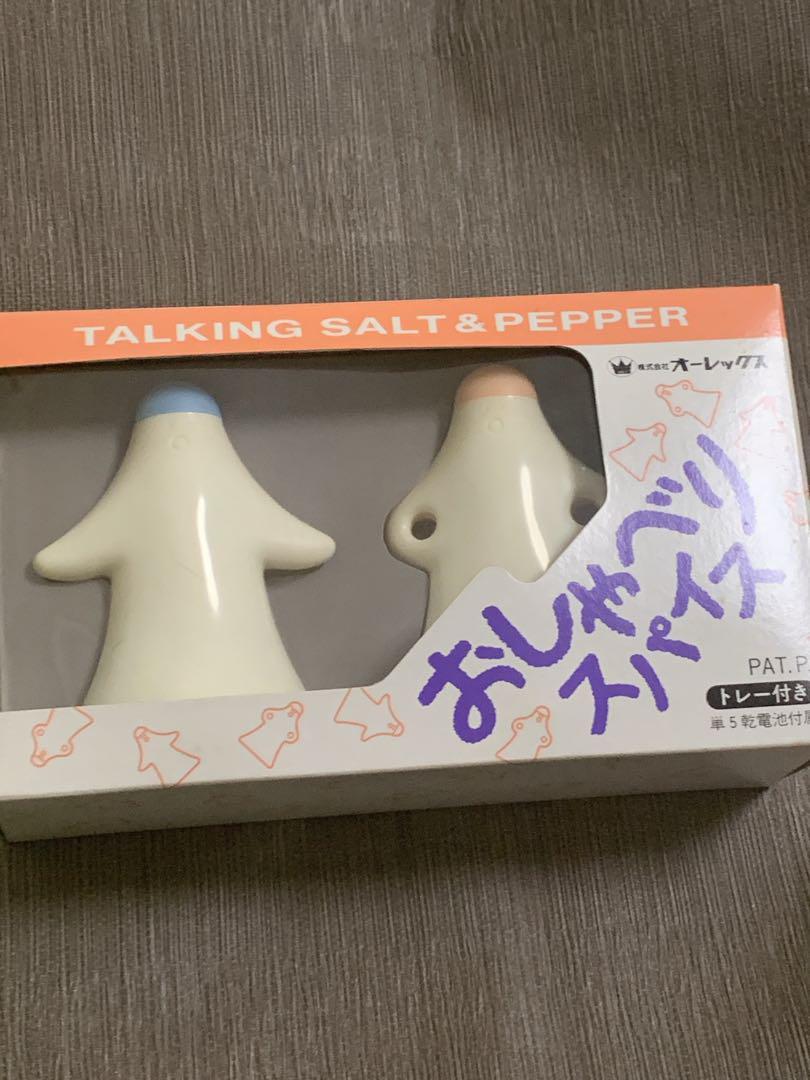 TALKING SALT & PEPPER
株式会社オーレックス
おしゃべり
スパイス
PAT.P
トレー付き
単5乾電池付